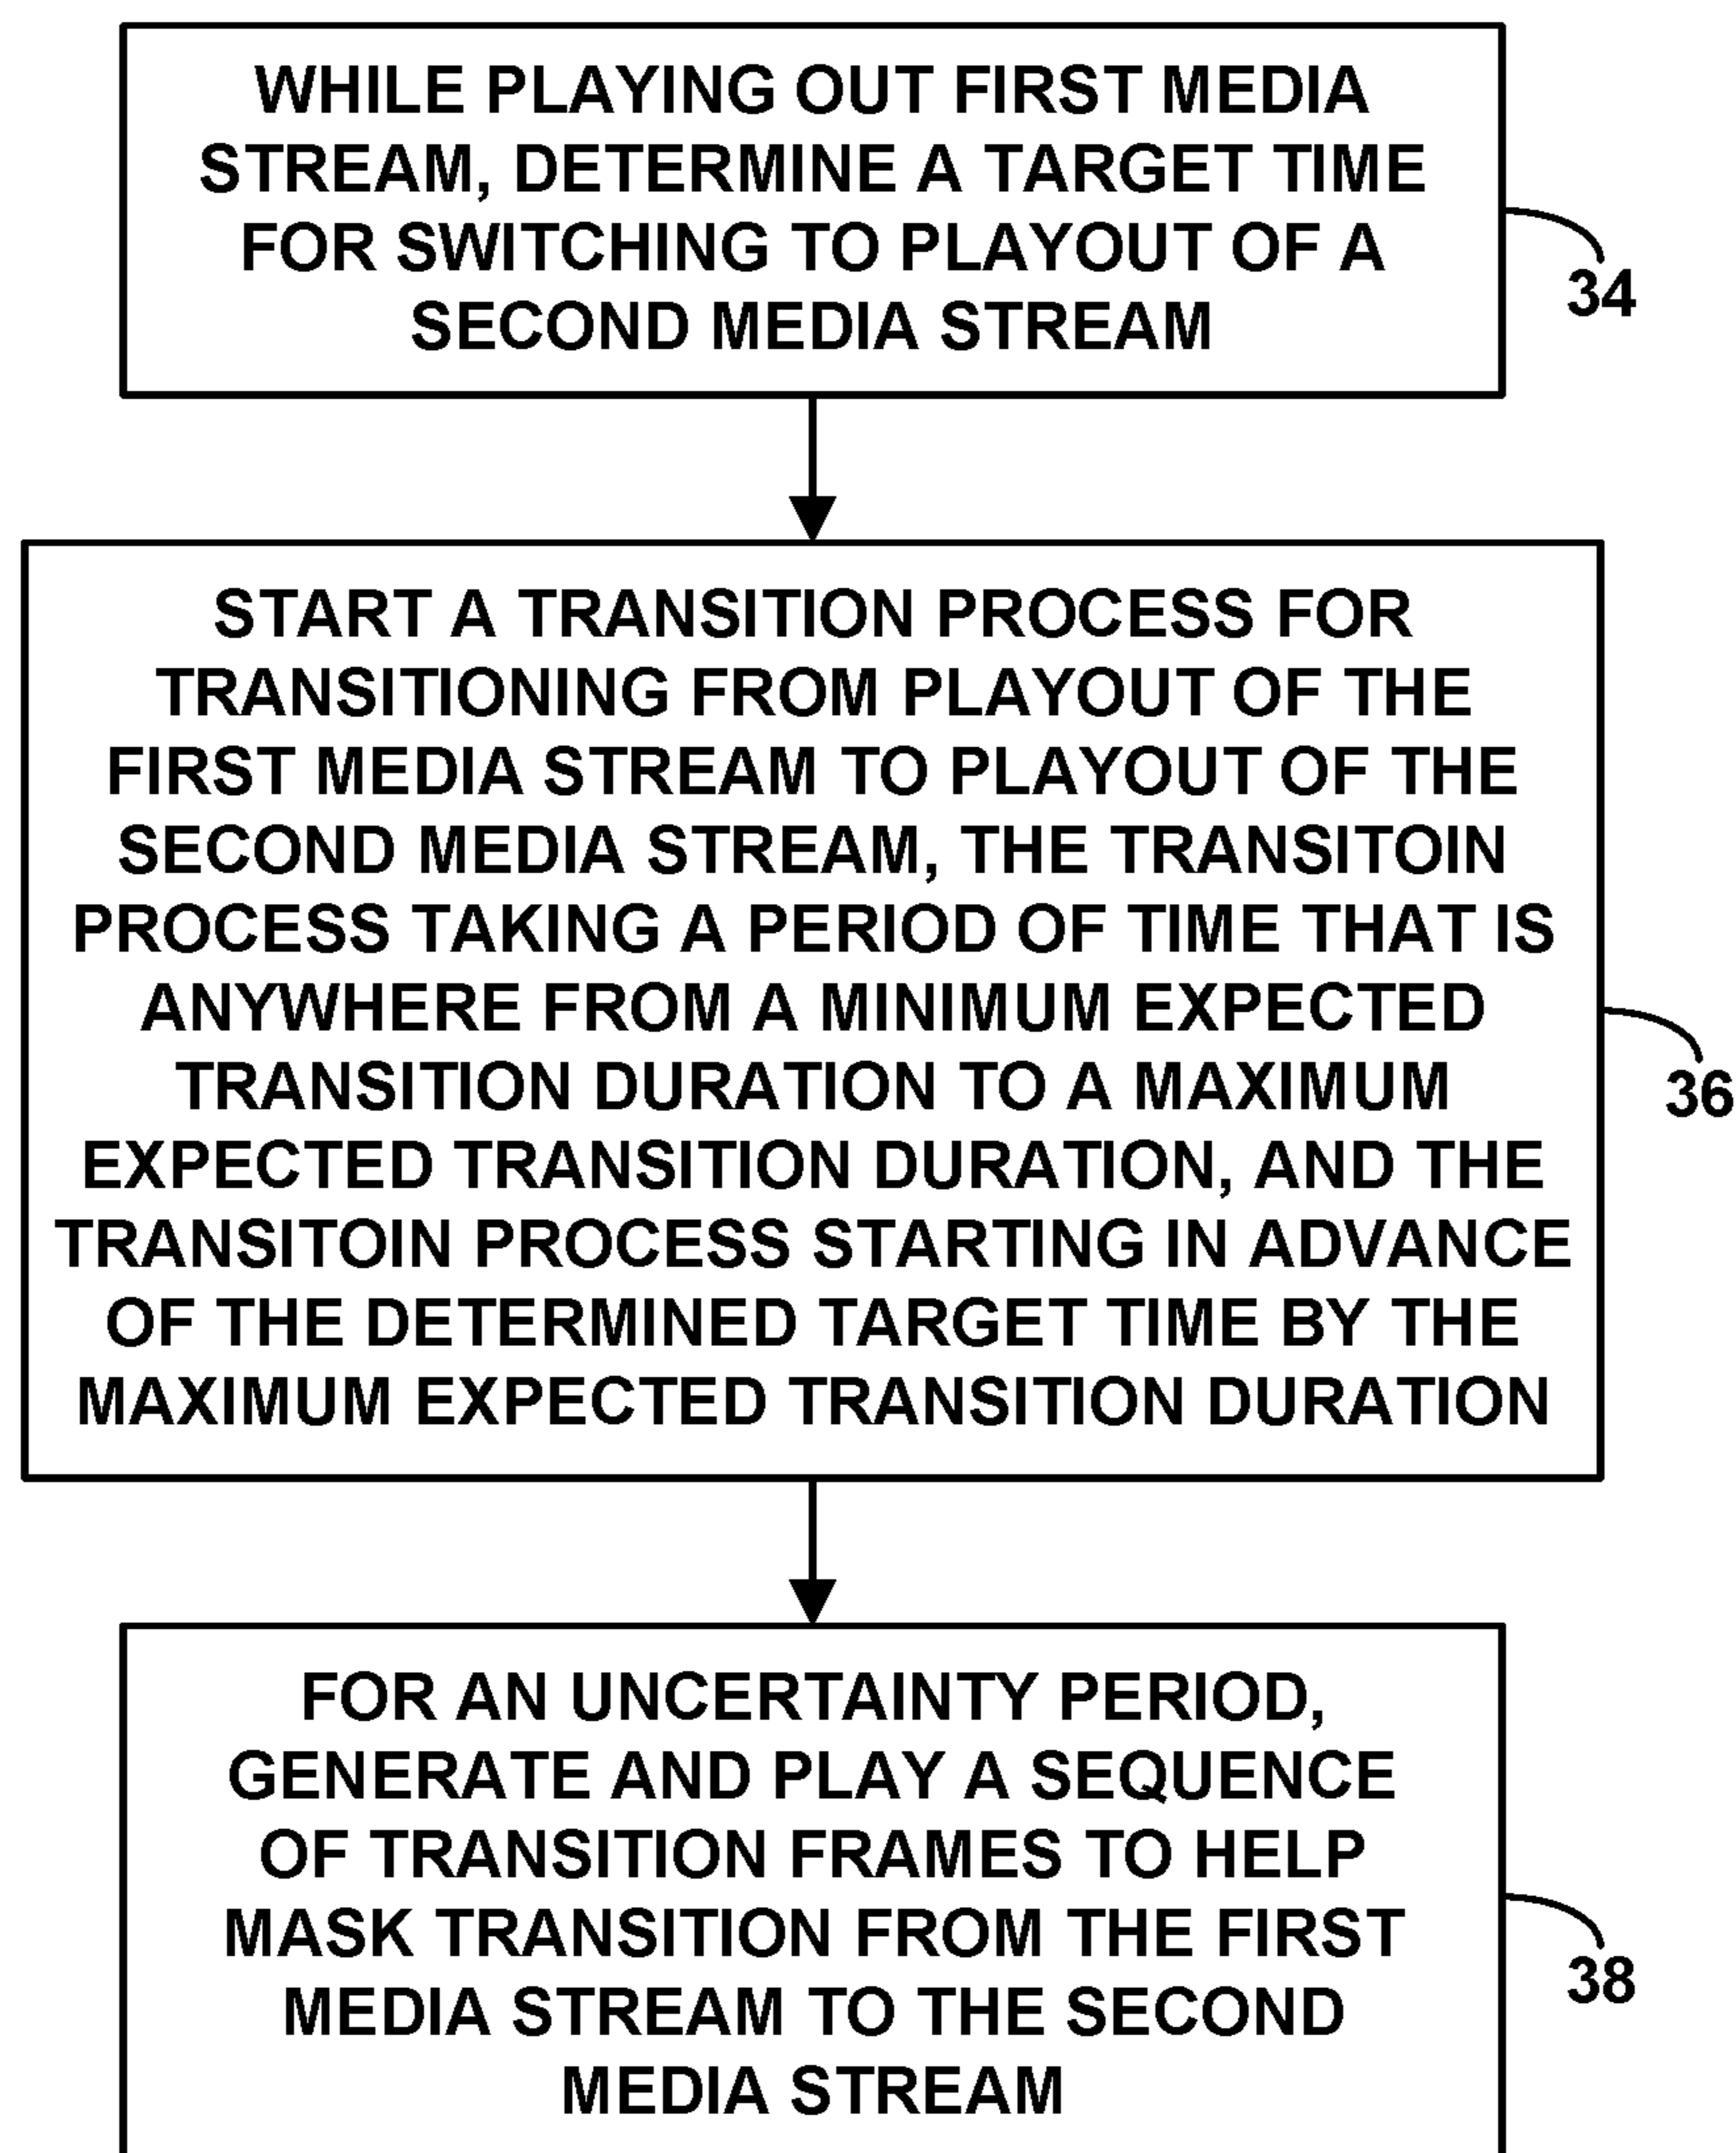 WHILE PLAYING OUT FIRST MEDIA
STREAM, DETERMINE A TARGET TIME
FOR SWITCHING TO PLAYOUT OF A
SECOND MEDIA STREAM
34
START A TRANSITION PROCESS FOR
TRANSITIONING FROM PLAYOUT OF THE
FIRST MEDIA STREAM TO PLAYOUT OF THE
SECOND MEDIA STREAM, THE TRANSITOIN
PROCESS TAKING A PERIOD OF TIME THAT IS
ANYWHERE FROM A MINIMUM EXPECTED
TRANSITION DURATION TO A MAXIMUM
EXPECTED TRANSITION DURATION, AND THE
TRANSITOIN PROCESS STARTING IN ADVANCE
OF THE DETERMINED TARGET TIME BY THE
MAXIMUM EXPECTED TRANSITION DURATION
36
FOR AN UNCERTAINTY PERIOD,
GENERATE AND PLAY A SEQUENCE
OF TRANSITION FRAMES TO HELP
MASK TRANSITION FROM THE FIRST
MEDIA STREAM TO THE SECOND
MEDIA STREAM
38